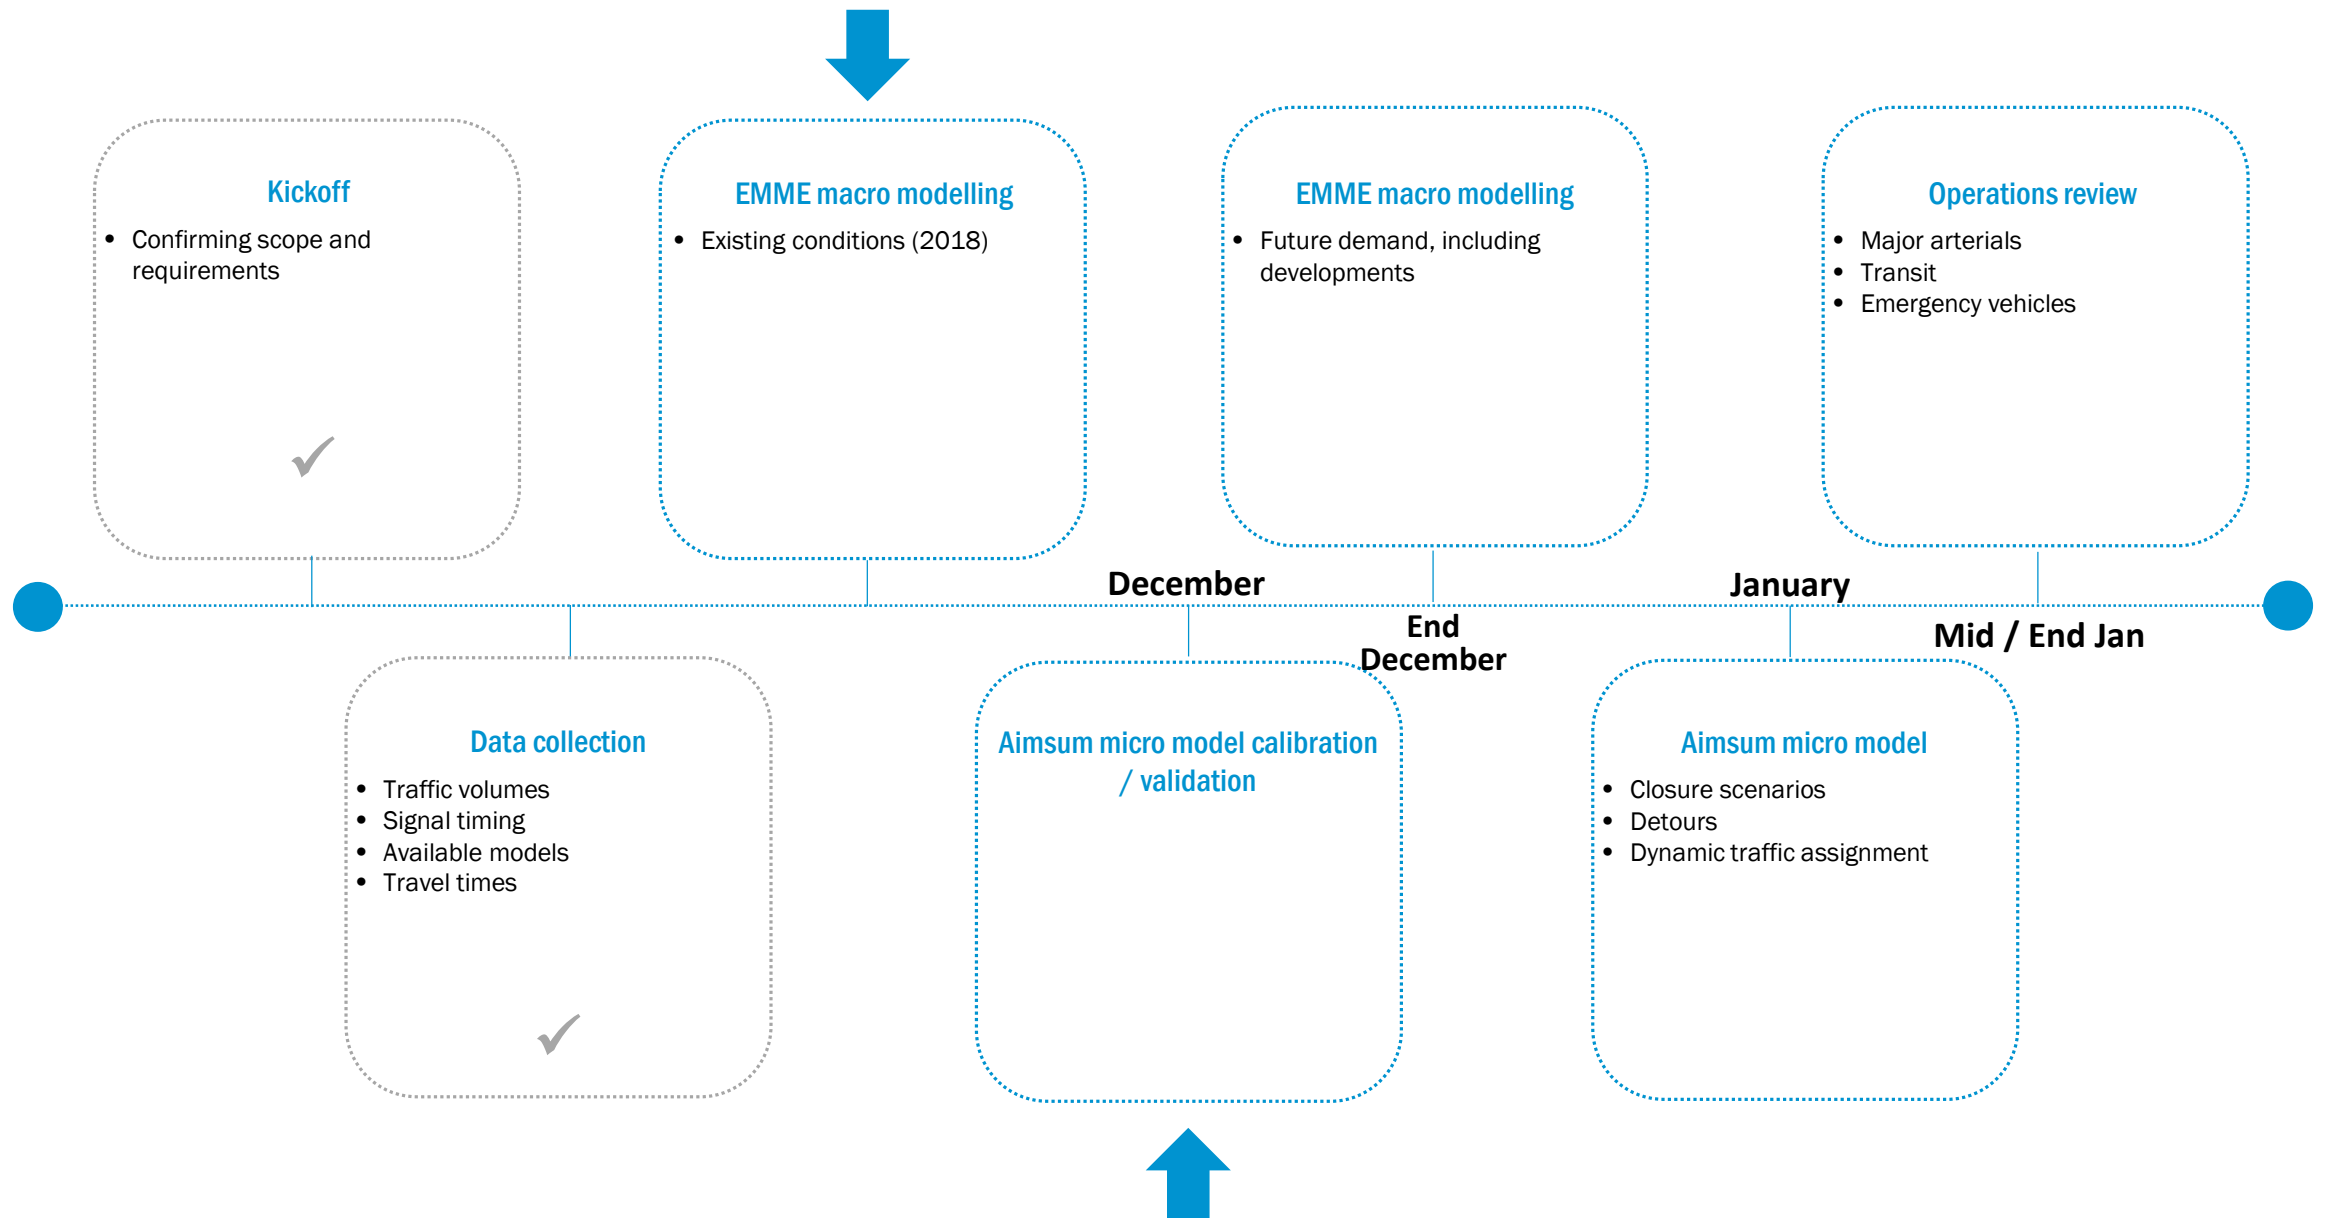 Kickoff
• Confirming scope and
requirements
EMME macro modelling
• Existing conditions (2018)
EMME macro modelling
• Future demand, including
developments
Operations review
• Major arterials
• Transit
• Emergency vehicles
December
January
End
December
Mid / End Jan
Data collection
• Traffic volumes
• Signal timing
• Available models
• Travel times
Aimsum micro model calibration
/ validation
Aimsum micro model
• Closure scenarios
• Detours
• Dynamic traffic assignment